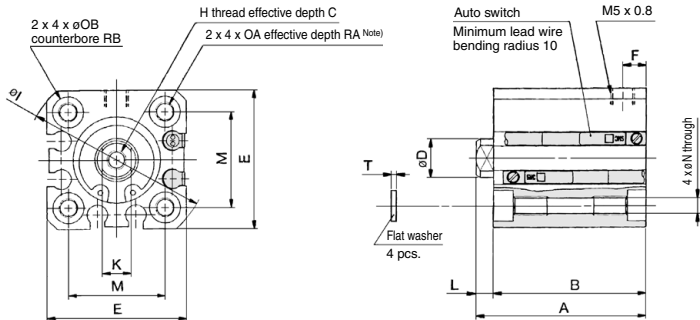 H thread effective depth C
2 x 4 x øOB
counterbore RB
2 x 4 x OA effective depth RA Note)
Auto switch
Minimum lead wire
bending radius 10
M5 x 0.8
F
øI
M
E
K
M
E
T
Flat washer
4 pcs.
øD
4 x øN through
L
B
A